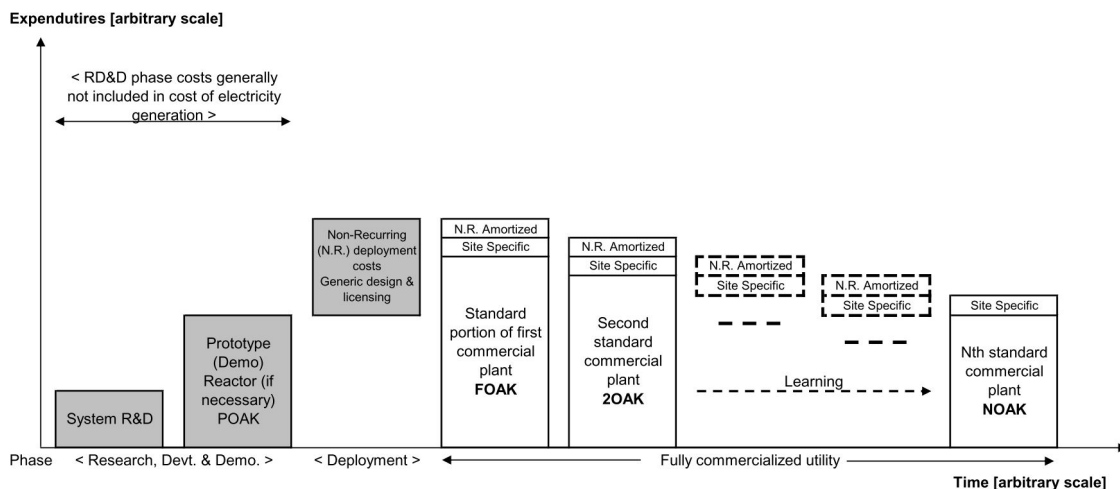 Expendutires [arbitrary scale]
< RD&D phase costs generally
not included in cost of electricity
generation >
Non-Recurring
(N.R.) deployment
costs
Generic design &
licensing
N.R. Amortized
Site Specific
Standard
portion of first
commercial
plant
FOAK
N.R. Amortized
Site Specific
Second
standard
commercial
plant
2OAK
N.R. Amortized
Site Specific
N.R. Amortized
Site Specific
Learning
Site Specific
Nth standard
commercial
plant
NOAK
Prototype
(Demo)
Reactor (if
necessary)
POAK
System R&D
Phase
< Research, Devt. & Demo. >
< Deployment >
Fully commercialized utility
Time [arbitrary scale]